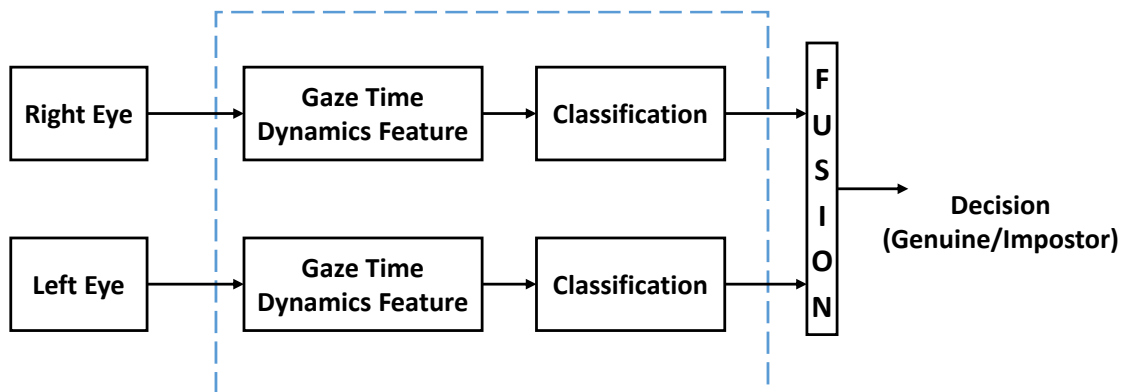 Right Eye
Gaze Time
Dynamics Feature
Classification
Left Eye
Gaze Time
Dynamics Feature
Classification
F
U
S
I
O
N
Decision
(Genuine/Impostor)